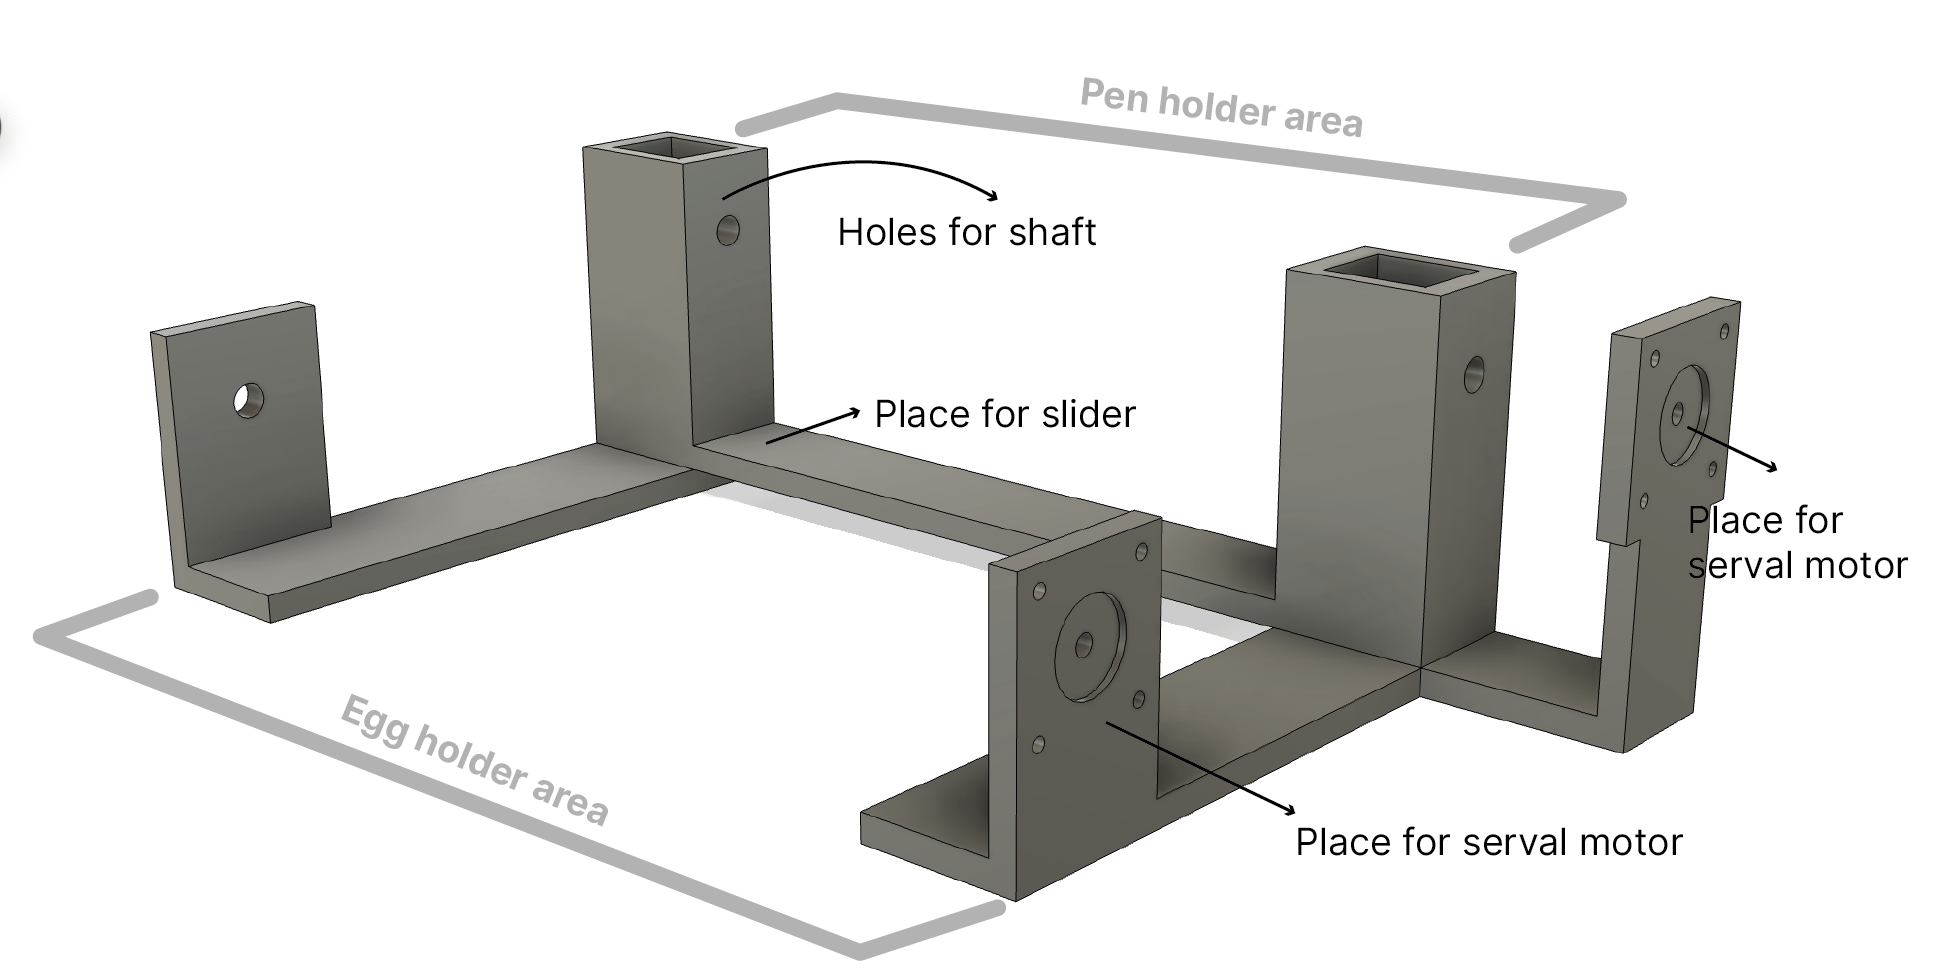 Pen holder area
Holes for shaft
Place for slider
Place for
serval motor
Egg holder area
Place for serval motor